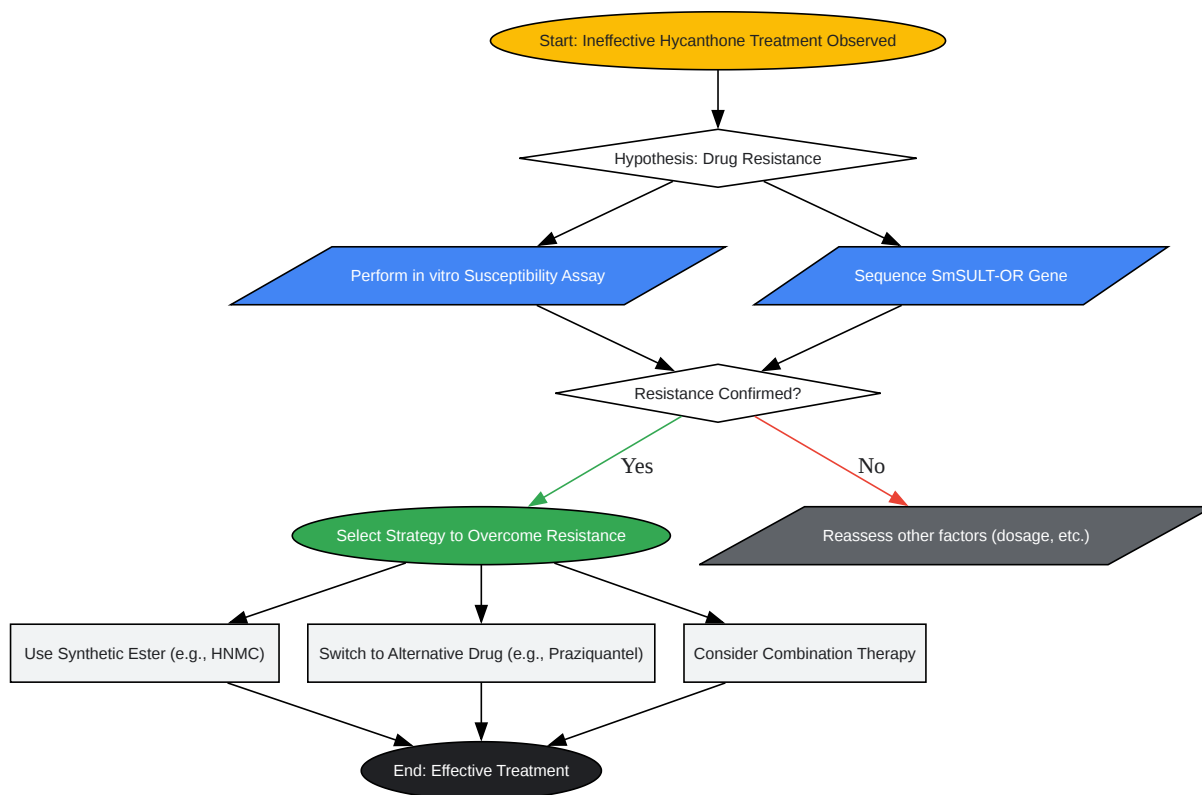 Start: Ineffective Hycanthone Treatment Observed
Hypothesis: Drug Resistance
Perform in vitro Susceptibility Assay
Sequence SmSULT-OR Gene
Resistance Confirmed?
Yes
No
Select Strategy to Overcome Resistance
Reassess other factors (dosage, etc.)
Use Synthetic Ester (e.g., HNMC)
Switch to Alternative Drug (e.g., Praziquantel)
Consider Combination Therapy
End: Effective Treatment